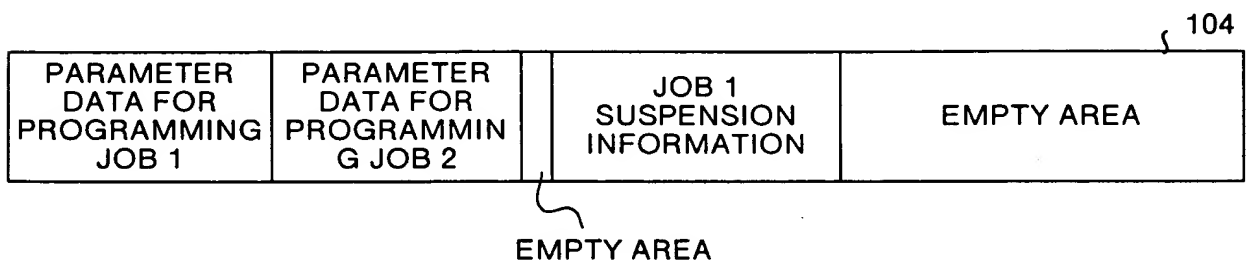 104
PARAMETER
DATA FOR
PROGRAMMING
JOB 1
PARAMETER
DATA FOR
PROGRAMMIN
G JOB 2
JOB 1
SUSPENSION
INFORMATION
EMPTY AREA
EMPTY AREA